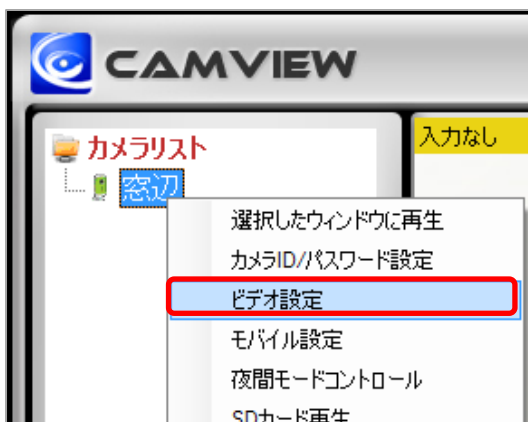 CAMVIEW
カメラリスト
窓辺
入力なし
選択したウィンドウに再生
カメラID/パスワード設定
ビデオ設定
モバイル設定
夜間モードコントロール
SDカード再生